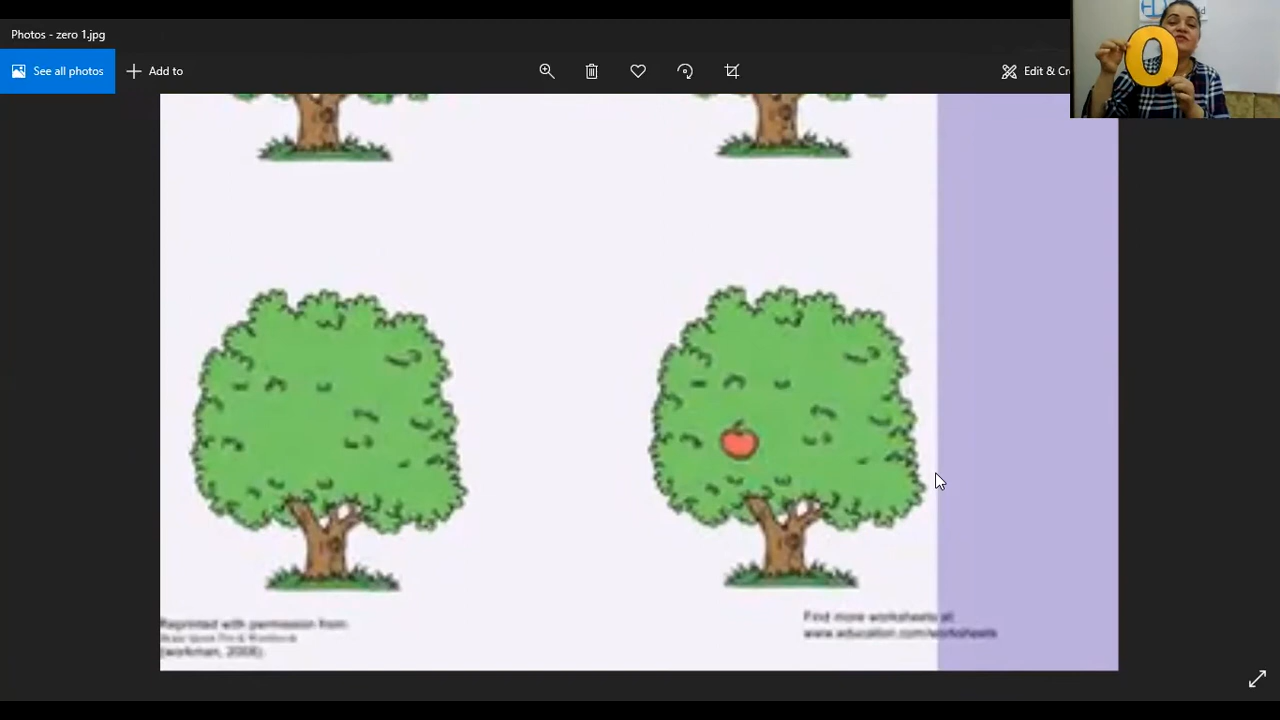 Photos - zero 1.jpg
See all photos
Add to
Edit & Cr
0
Reprinted with permission from:
(workman, 2008).
Find more worksheets at
www.education.com/worksheets